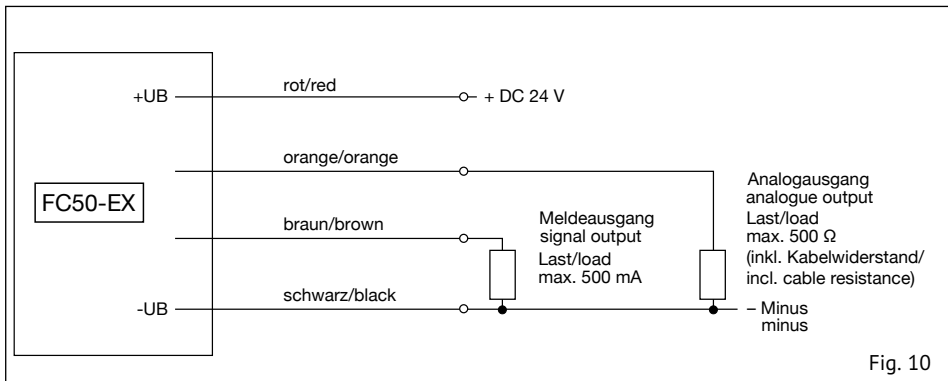 +UB
rot/red
+ DC 24 V
orange/orange
FC50-EX
braun/brown
Meldeausgang
signal output
Last/load
max. 500 mA
Analogausgang
analogue output
Last/load
max. 500 Ω
(inkl. Kabelwiderstand/
incl. cable resistance)
-UB
schwarz/black
– Minus
minus
Fig. 10